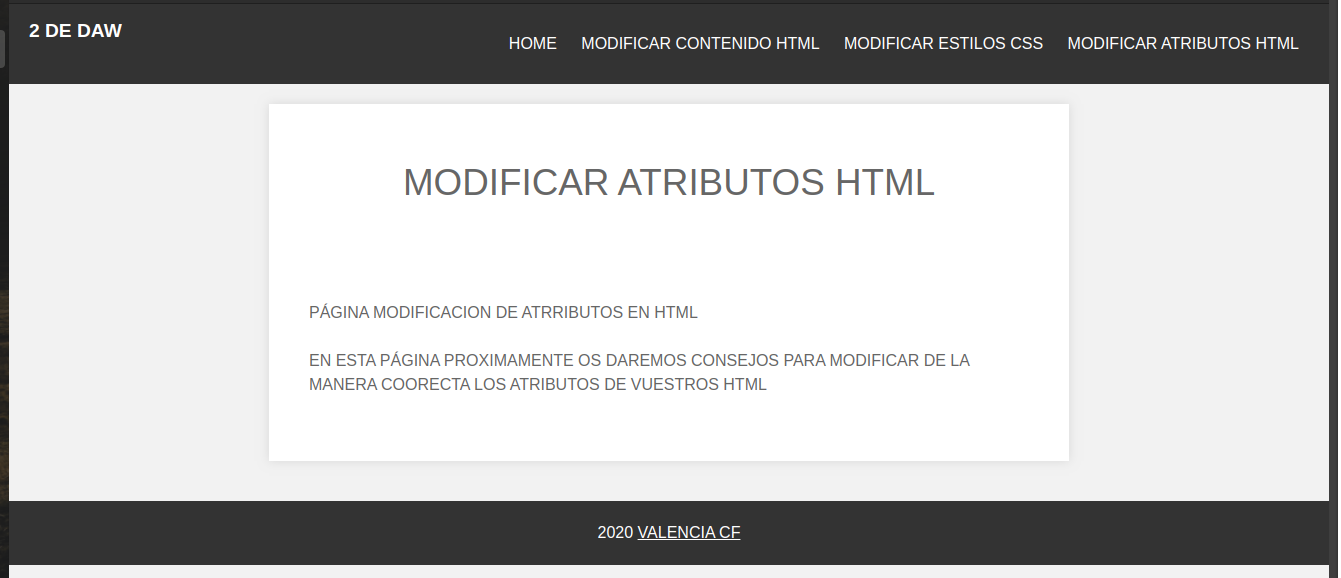 2 DE DAW
HOME MODIFICAR CONTENIDO HTML MODIFICAR ESTILOS CSS MODIFICAR ATRIBUTOS HTML
MODIFICAR ATRIBUTOS HTML
PÁGINA MODIFICACION DE ATRRIBUTOS EN HTML
EN ESTA PÁGINA PROXIMAMENTE OS DAREMOS CONSEJOS PARA MODIFICAR DE LA
MANERA COORECTA LOS ATRIBUTOS DE VUESTROS HTML
2020 VALENCIA CF